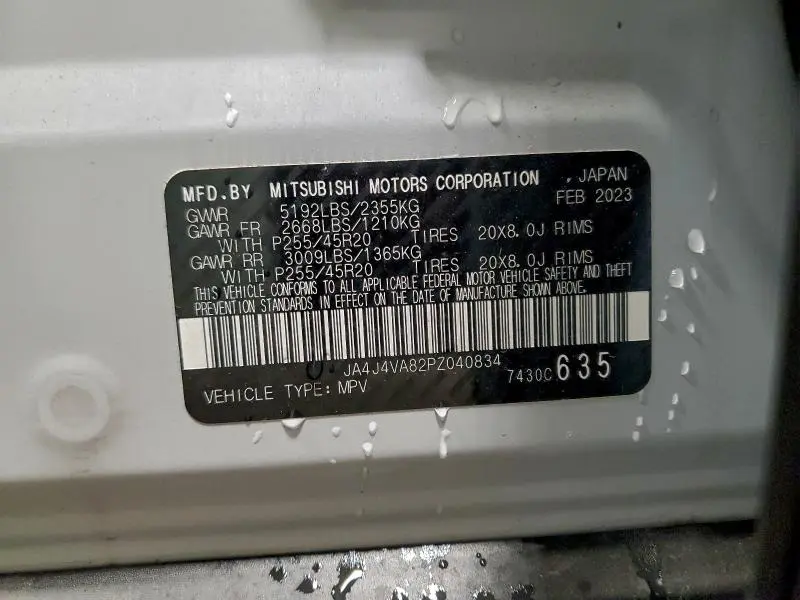 MFD.BY MITSUBISHI MOTORS CORPORATION , JAPAN
FEB 2023
GVWR 5192LBS/2355KG
GAWR FR 2668LBS/1210KG
WITH P255/45R20 TIRES 20X8.0J RIMS
GAWR RR 3009LBS/1365KG
WITH P255/45R20 TIRES 20X8.0J RIMS
THIS VEHICLE CONFORMS TO ALL APPLICABLE FEDERAL MOTOR VEHICLE SAFETY AND THEFT
PREVENTION STANDARDS IN EFFECT ON THE DATE OF MANUFACTURE SHOWN ABOVE.
JA4J4VA82PZ040834
7430C 635
VEHICLE TYPE: MPV